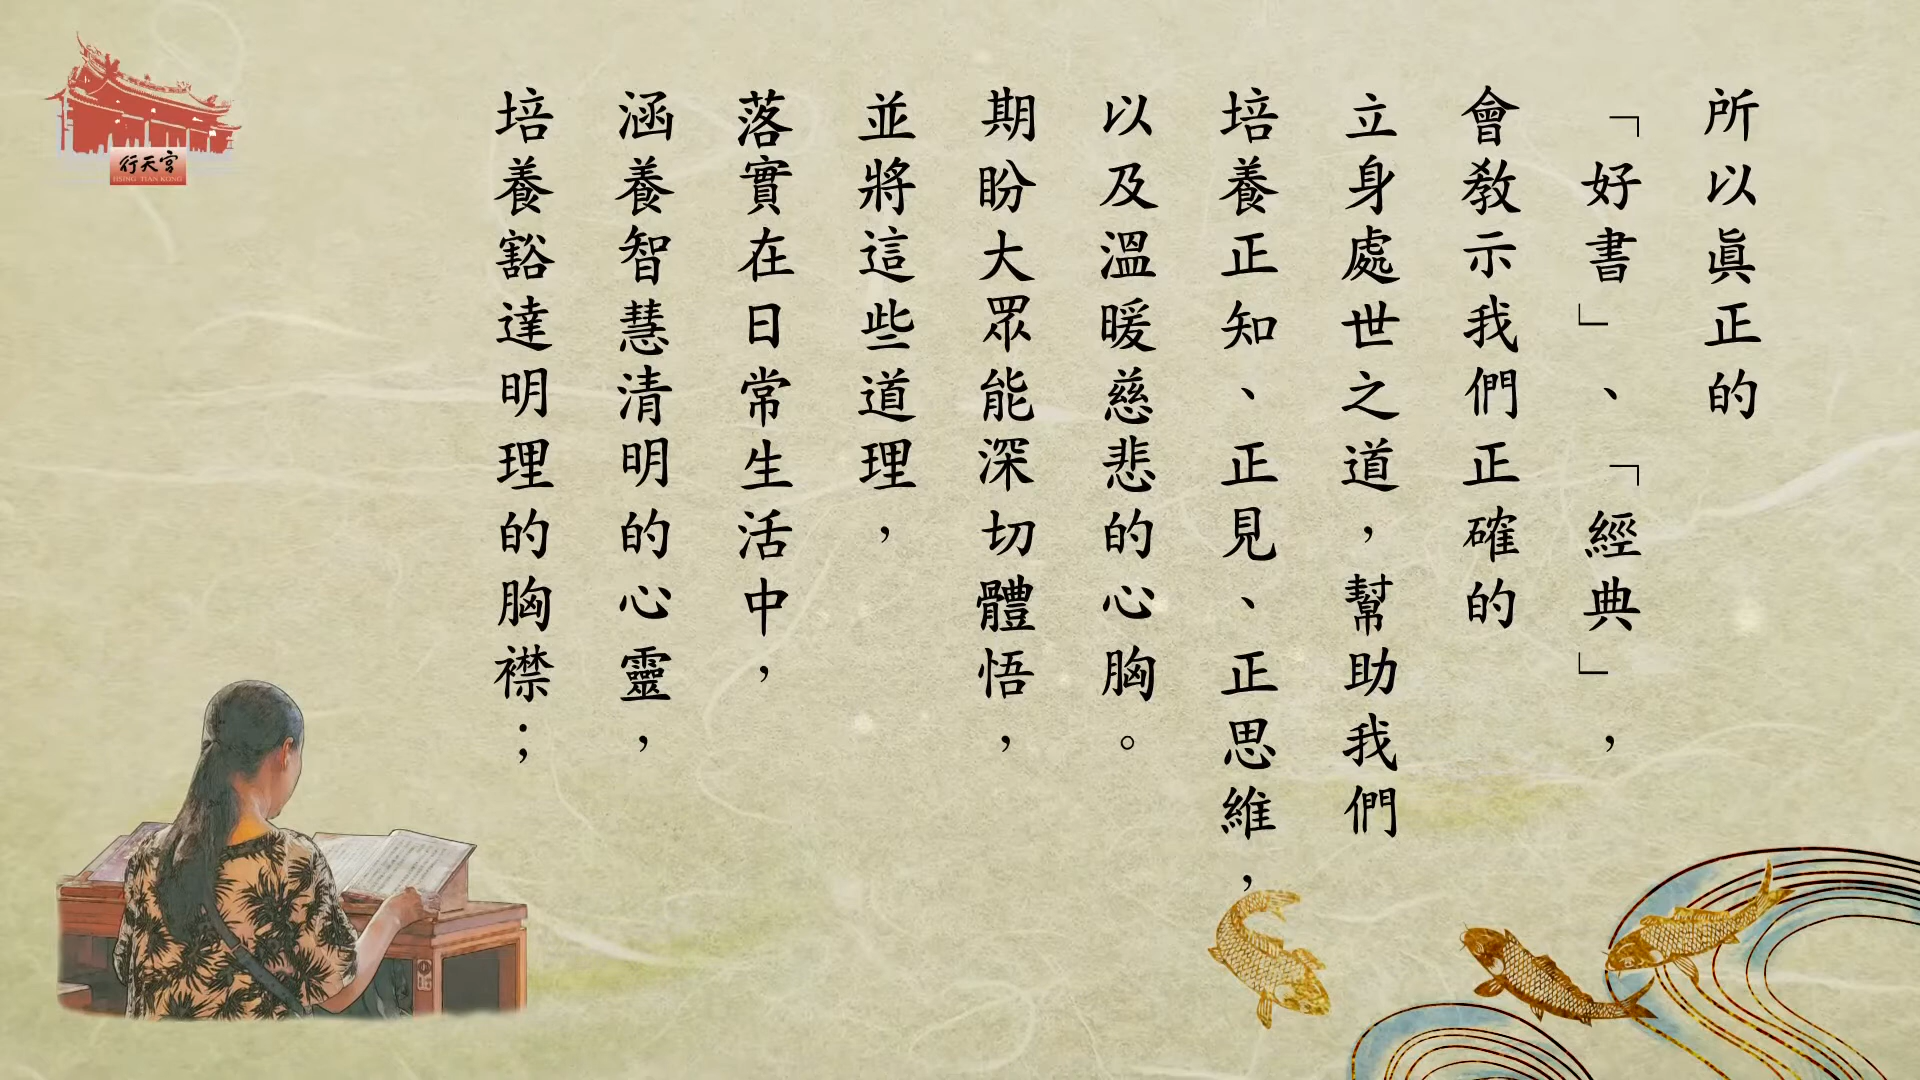 所以眞正的
「好書」、「經典」，
會教示我們正確的
立身處世之道，幫助我們
培養正知、正見、正思維，
以及溫暖慈悲的心胸。
期盼大眾能深切體悟，
並將這些道理，
落實在日常生活中，
涵養智慧清明的心靈，
培養豁達明理的胸襟；
行天宮
HSING TIAN KONG